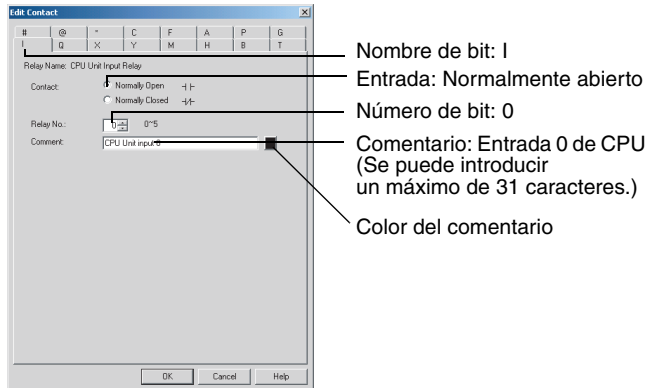 Edit Contact
# @ * C F A P G
I Q X Y M H B T
Relay Name: CPU Unit Input Relay
Contact: Normally Open
Normally Closed
Relay No.: 0 0~5
Comment: CPU Unit input 0
OK Cancel Help
Nombre de bit: I
Entrada: Normalmente abierto
Número de bit: 0
Comentario: Entrada 0 de CPU
(Se puede introducir
un máximo de 31 caracteres.)
Color del comentario